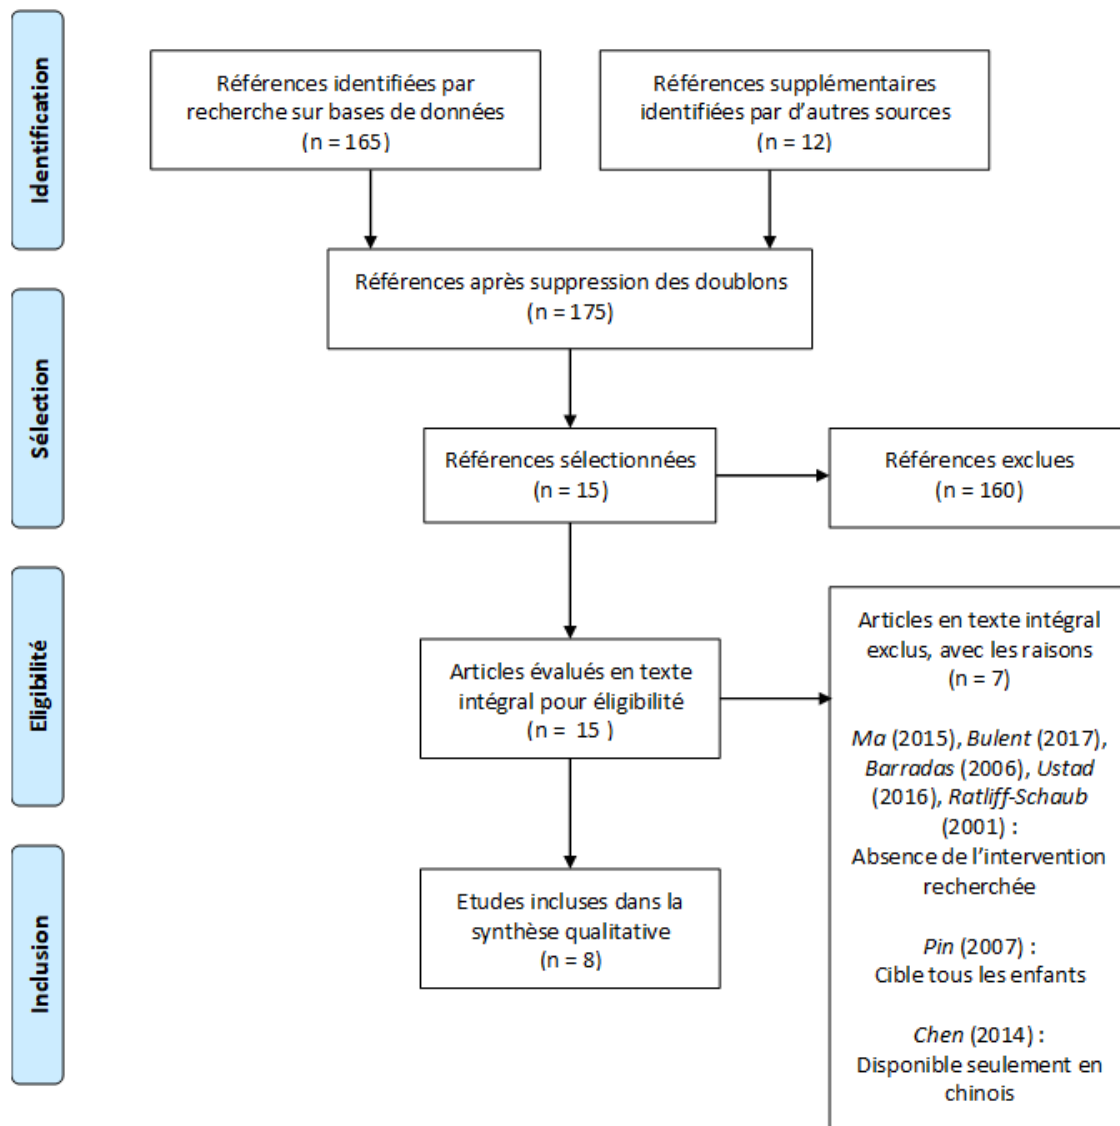 Identification
Références identifiées par
recherche sur bases de données
(n = 165)
Références supplémentaires
identifiées par d'autres sources
(n = 12)
Références après suppression des doublons
(n = 175)
Sélection
Références sélectionnées
(n = 15)
Références exclues
(n = 160)
Eligibilité
Articles évalués en texte
intégral pour éligibilité
(n =  15 )
Articles en texte intégral
exclus, avec les raisons
(n = 7)
Ma (2015), Bulent (2017),
Barradas (2006), Ustad
(2016), Ratliff-Schaub
(2001) :
Absence de l'intervention
recherchée
Pin (2007) :
Cible tous les enfants
Chen (2014) :
Disponible seulement en
chinois
Inclusion
Etudes incluses dans la
synthèse qualitative
(n = 8)